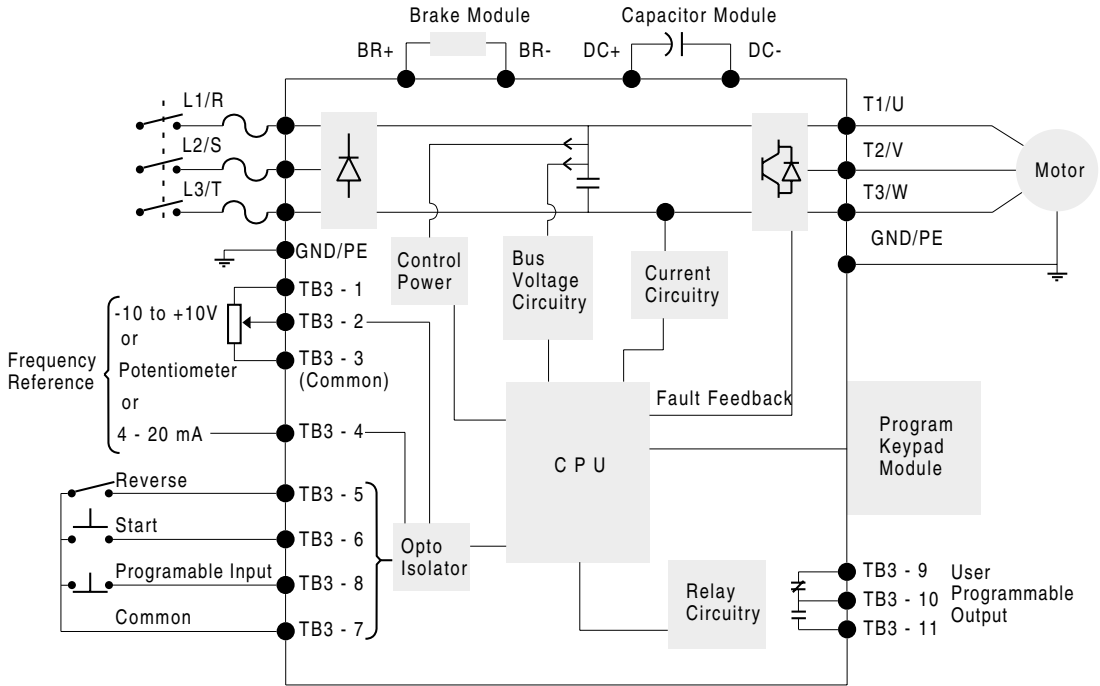 Brake Module
Capacitor Module
BR+
BR-
DC+
DC-
L1/R
L2/S
L3/T
T1/U
T2/V
T3/W
Motor
GND/PE
GND/PE
Control
Power
Bus
Voltage
Circuitry
Current
Circuitry
Frequency
Reference
-10 to +10V
or
Potentiometer
or
4 - 20 mA
TB3 - 1
TB3 - 2
TB3 - 3
(Common)
TB3 - 4
Fault Feedback
CPU
Program
Keypad
Module
Reverse
Start
Programable Input
Common
TB3 - 5
TB3 - 6
TB3 - 8
TB3 - 7
Opto
Isolator
Relay
Circuitry
TB3 - 9
TB3 - 10
TB3 - 11
User
Programmable
Output